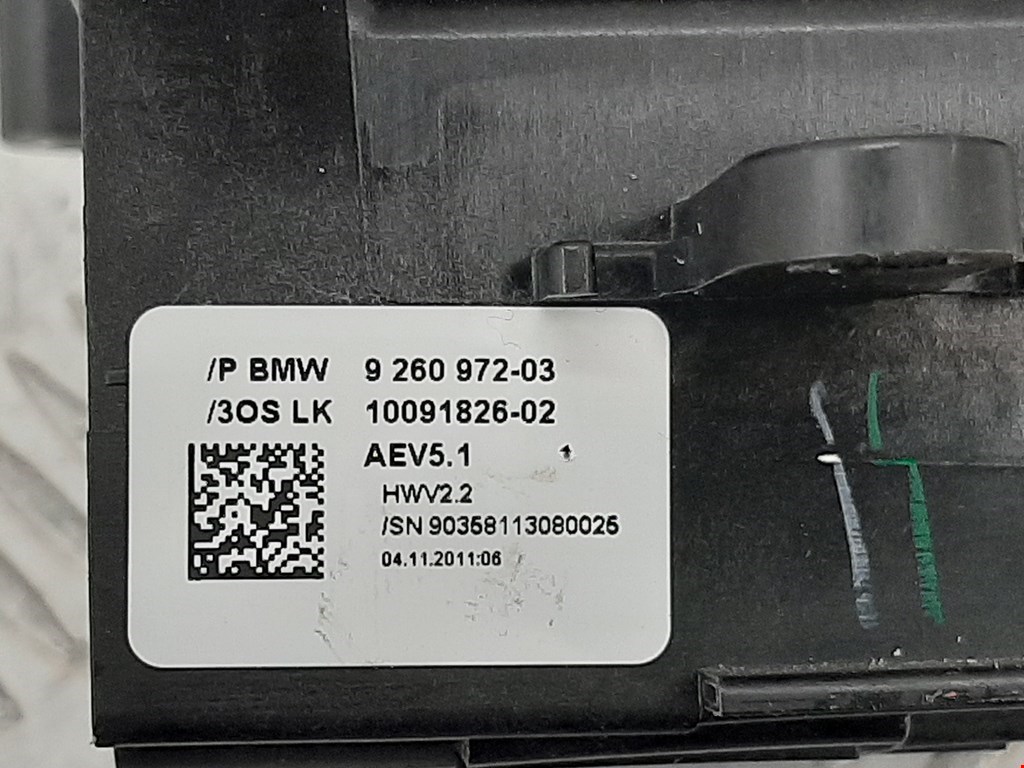 /P BMW 9 260 972-03
/3OS LK 10091826-02
AEV5.1
HWV2.2
/SN 90358113080025
04.11.2011:06